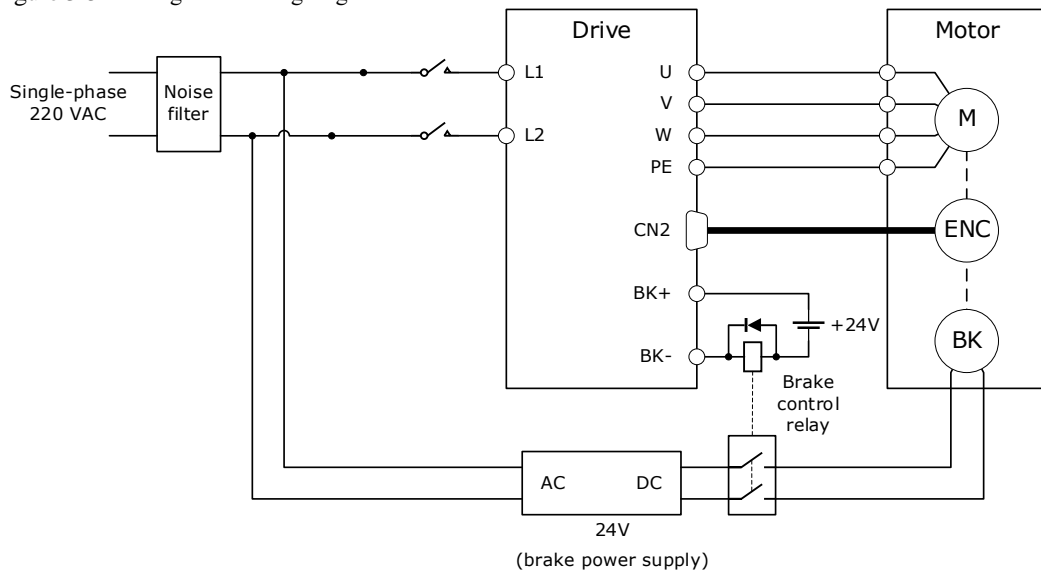 Drive
Motor
Single-phase
220 VAC
Noise
filter
L1
L2
U
V
W
PE
CN2
BK+
BK-
M
ENC
BK
+24V
Brake
control
relay
AC
DC
24V
(brake power supply)